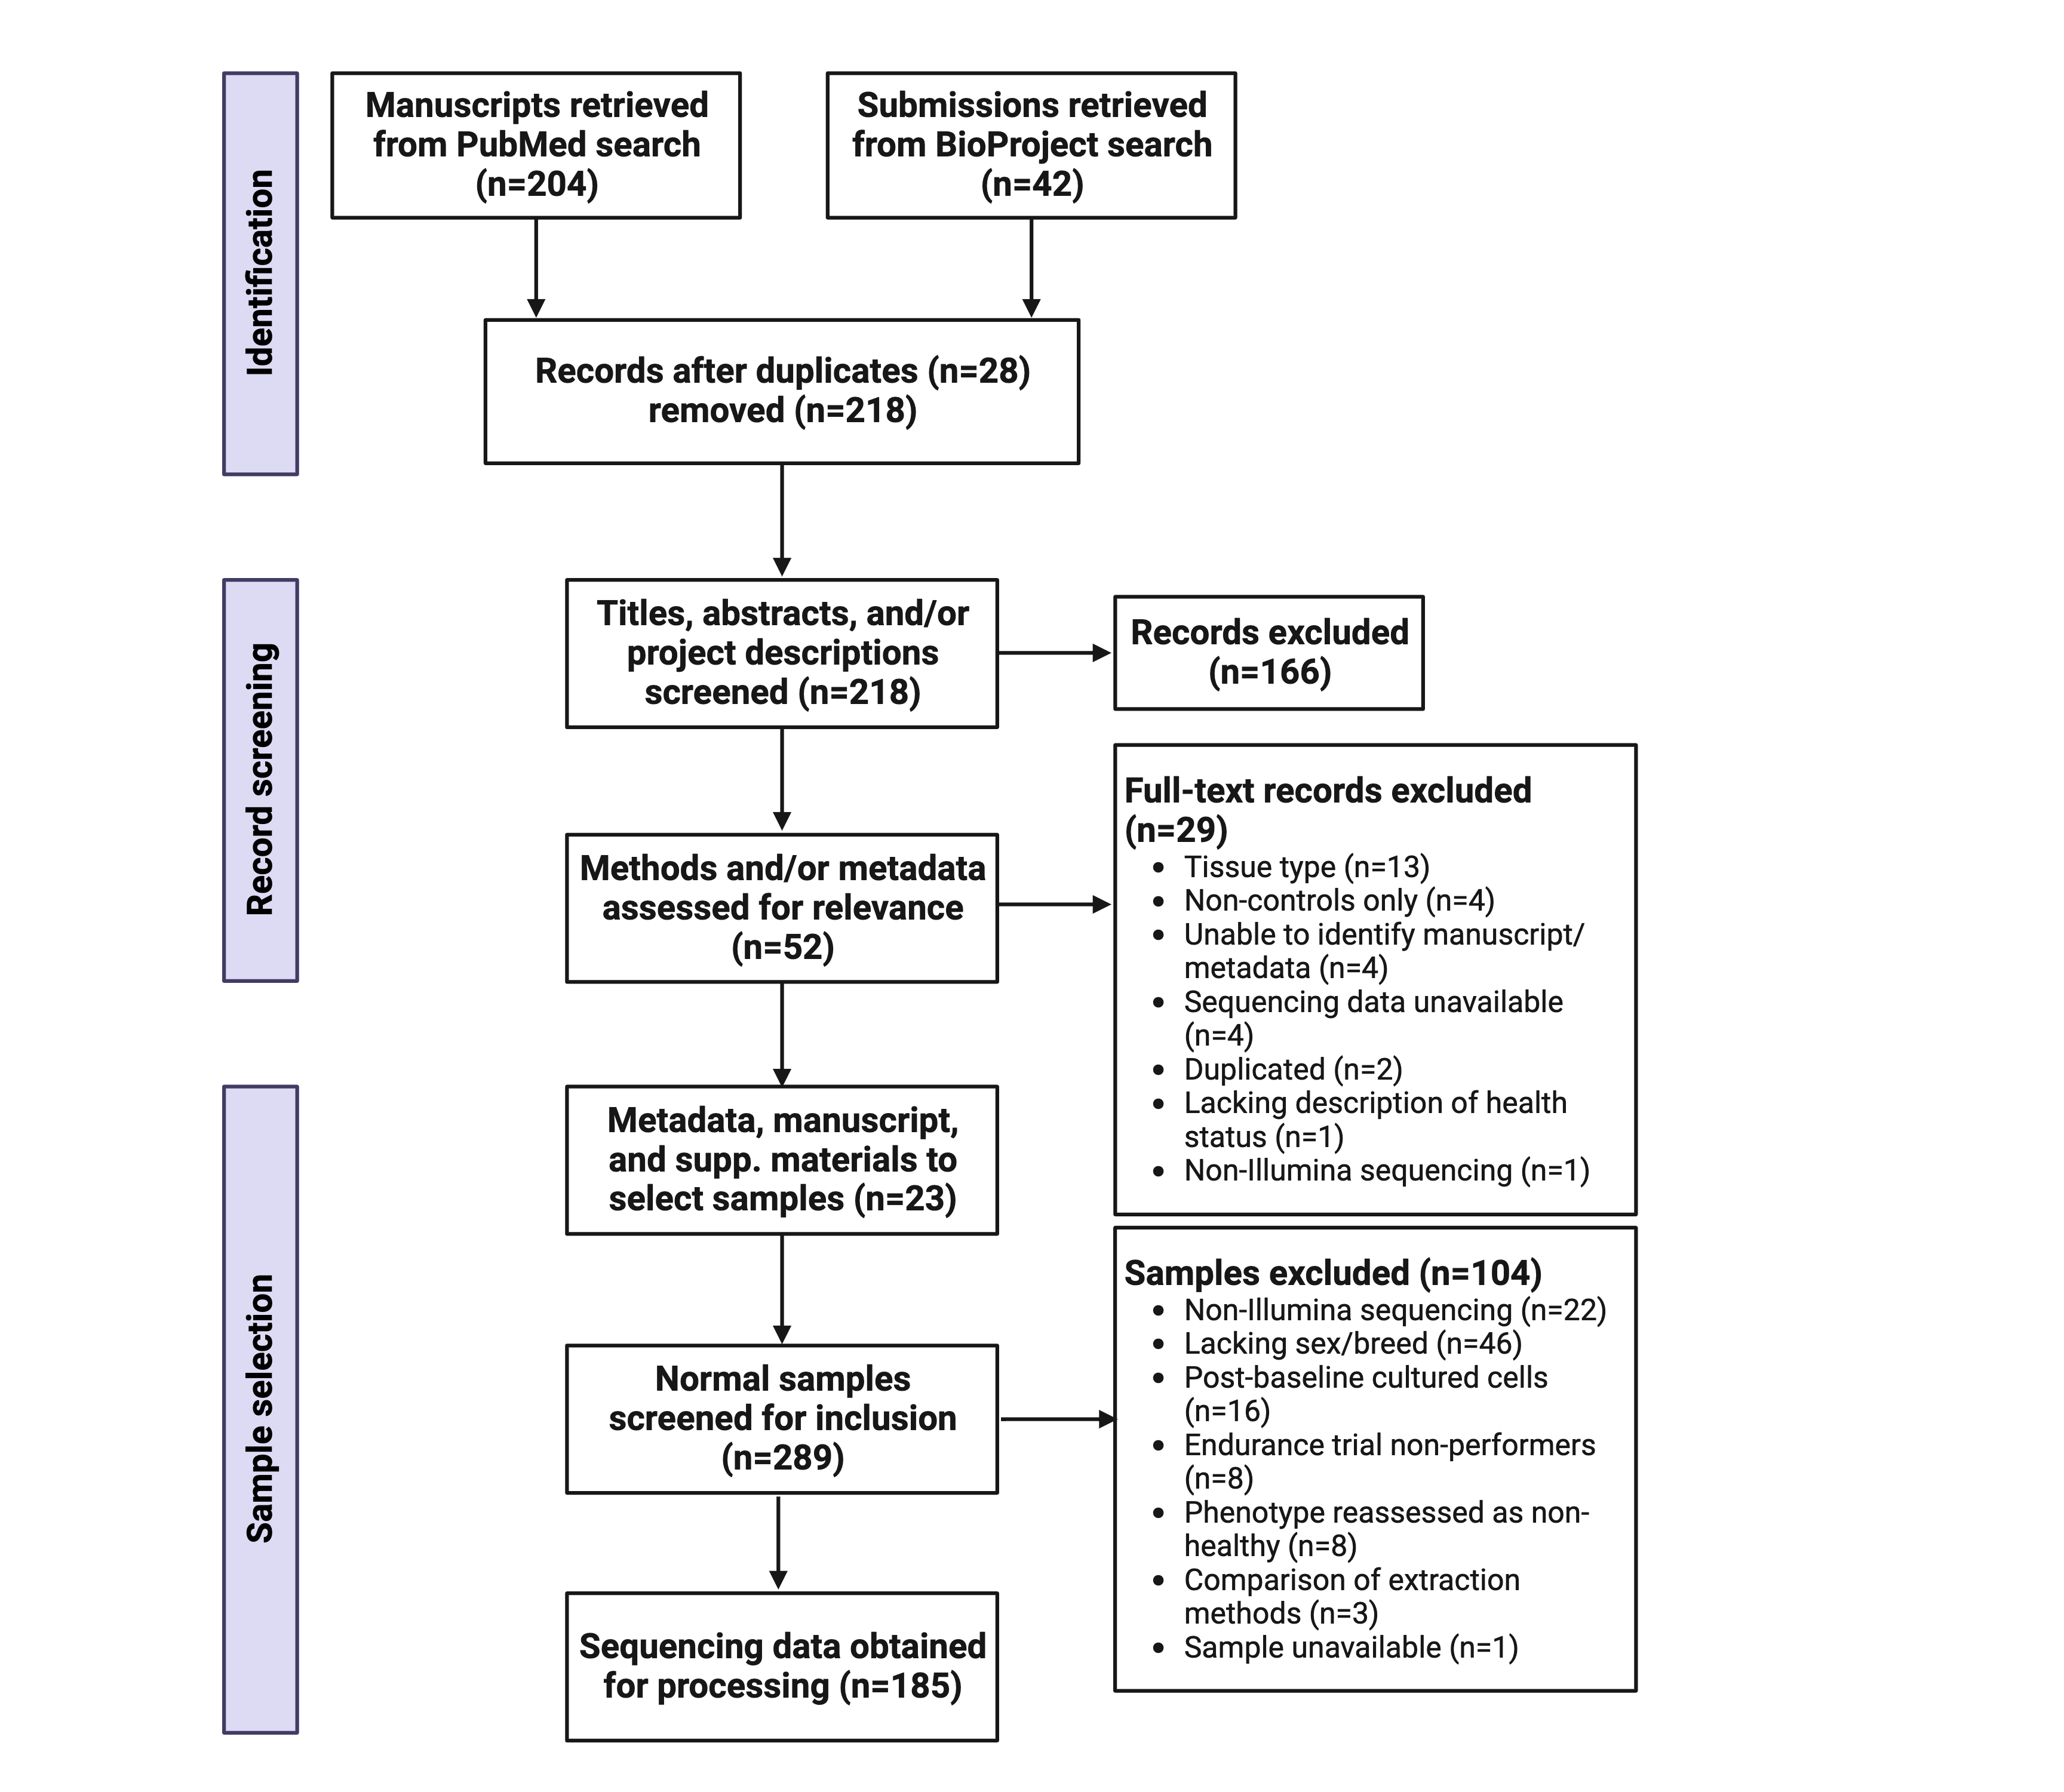 Identification
Manuscripts retrieved
from PubMed search
(n=204)
Submissions retrieved
from BioProject search
(n=42)
Records after duplicates (n=28)
removed (n=218)
Record screening
Titles, abstracts, and/or
project descriptions
screened (n=218)
Records excluded
(n=166)
Methods and/or metadata
assessed for relevance
(n=52)
Full-text records excluded
(n=29)
• Tissue type (n=13)
• Non-controls only (n=4)
• Unable to identify manuscript/
metadata (n=4)
• Sequencing data unavailable
(n=4)
• Duplicated (n=2)
• Lacking description of health
status (n=1)
• Non-Illumina sequencing (n=1)
Sample selection
Metadata, manuscript,
and supp. materials to
select samples (n=23)
Normal samples
screened for inclusion
(n=289)
Samples excluded (n=104)
• Non-Illumina sequencing (n=22)
• Lacking sex/breed (n=46)
• Post-baseline cultured cells
(n=16)
• Endurance trial non-performers
(n=8)
• Phenotype reassessed as non-
healthy (n=8)
• Comparison of extraction
methods (n=3)
• Sample unavailable (n=1)
Sequencing data obtained
for processing (n=185)